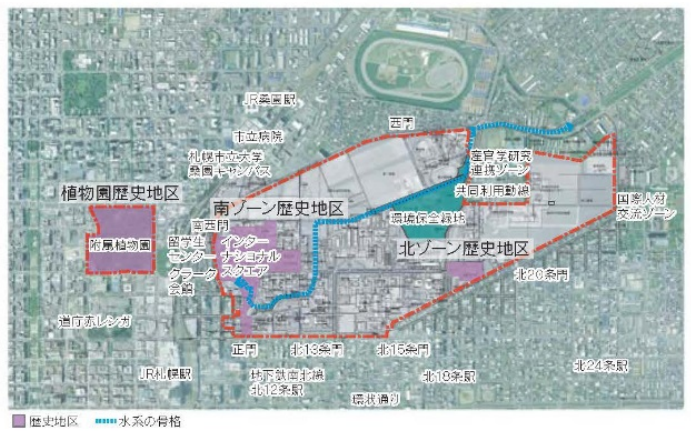 JR桑園駅
西門
市立病院
札幌市立大学
桑園キャンパス
産官学研究
連携ゾーン
共同利用動線
植物園歴史地区
南ゾーン歴史地区
国際人材
交流ゾーン
環境保全緑地
南西門
附属植物園
留学生
センター
インター
ナショナル
スクエア
北ゾーン歴史地区
クラーク
会館
北20条門
道庁赤レンガ
正門
北13条門
北15条門
JR札幌駅
地下鉄南北線
北12条駅
北18条駅
北24条駅
環状通り
歴史地区
水系の骨格